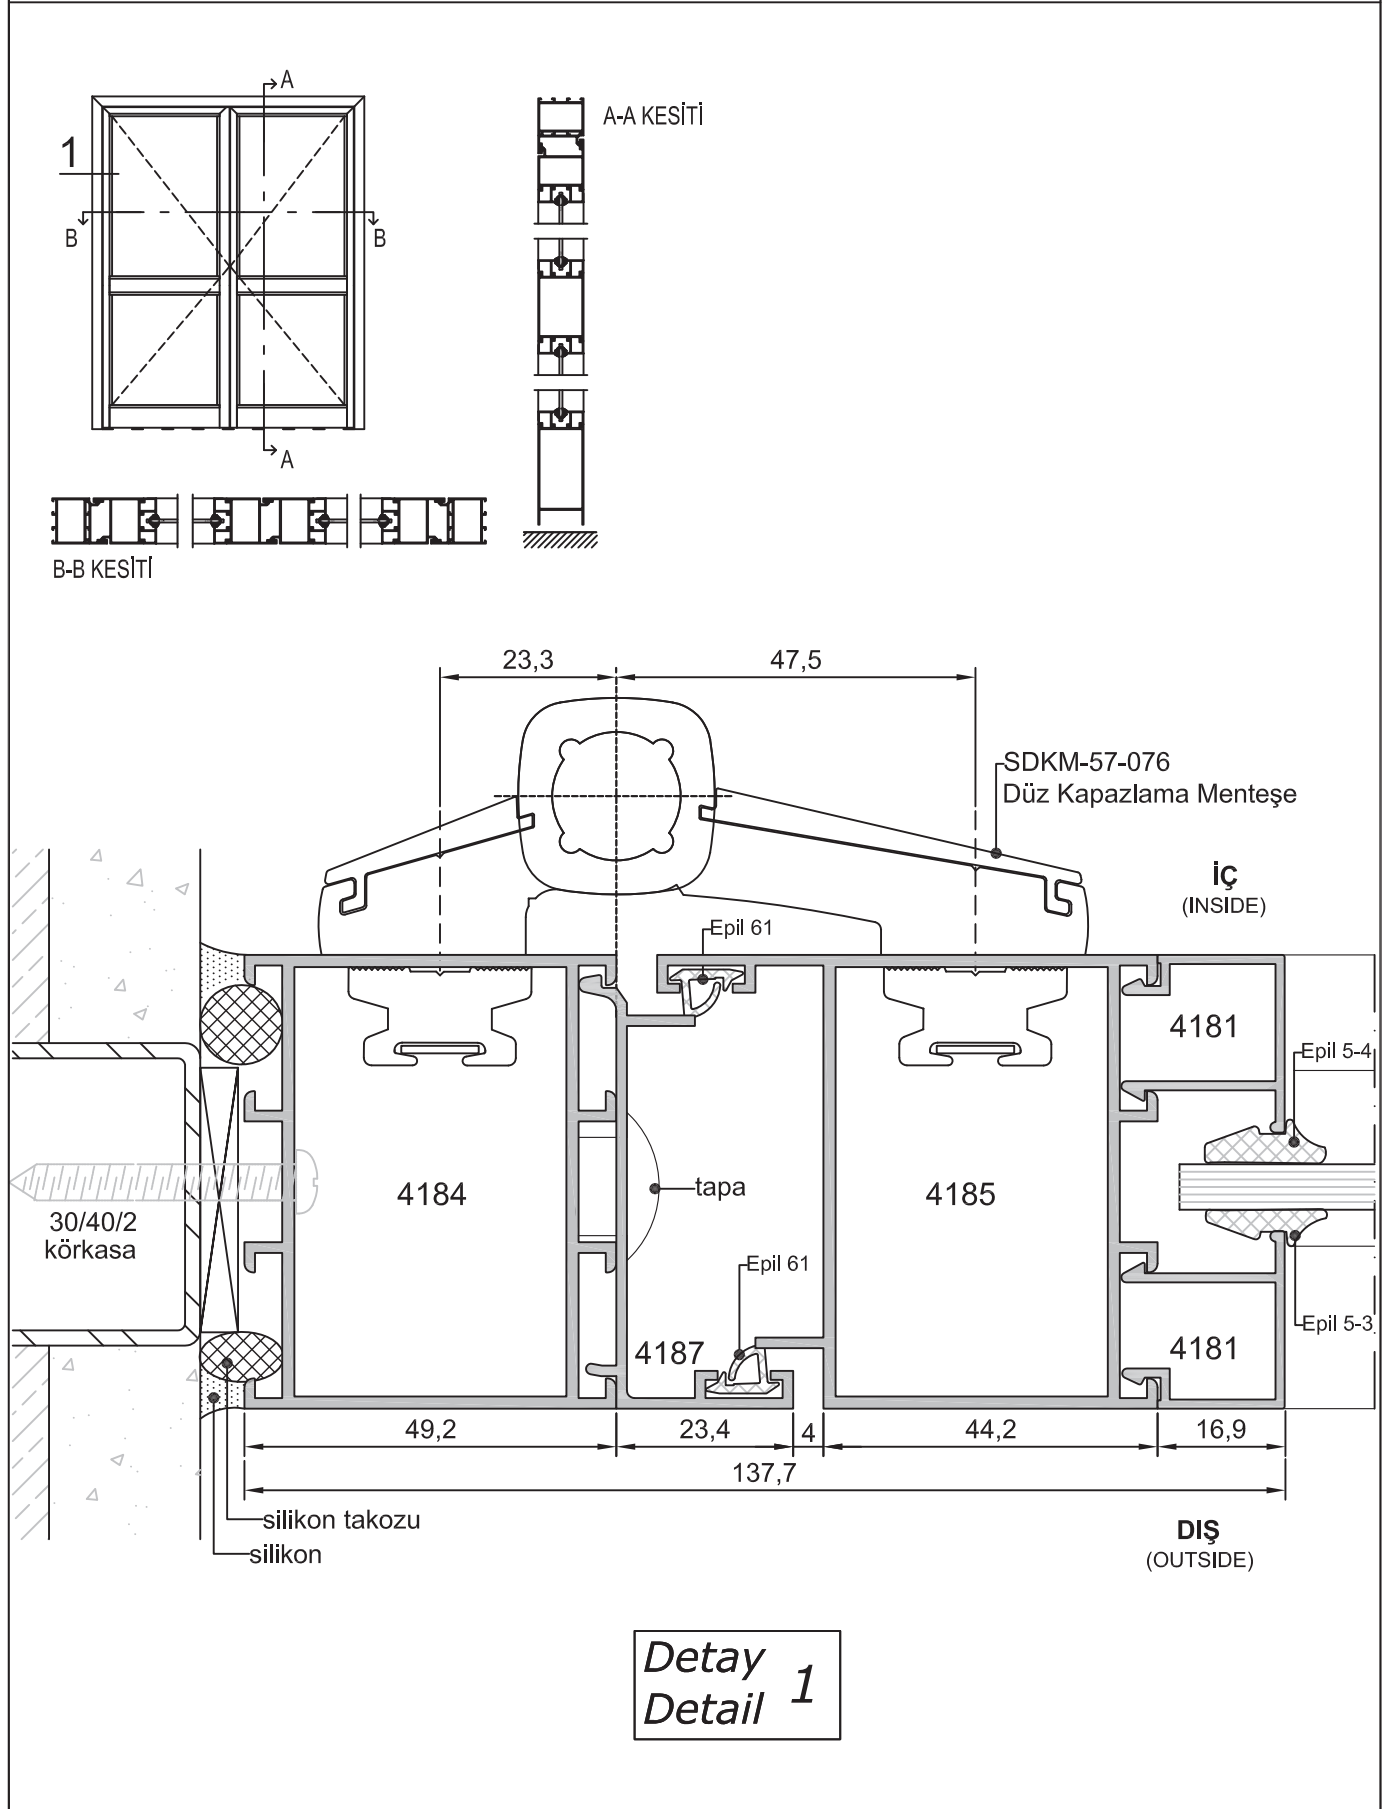 A
A-A KESİTİ
1
B
B
A
B-B KESİTİ
23,3
47,5
SDKM-57-076
Düz Kapazlama Menteşe
İÇ
(INSIDE)
Epil 61
4181
Epil 5-4
4184
tapa
4185
30/40/2
körkasa
Epil 61
Epil 5-3
4187
4181
49,2
23,4
4
44,2
16,9
137,7
silikon takozu
silikon
DIŞ
(OUTSIDE)
Detay
Detail
1